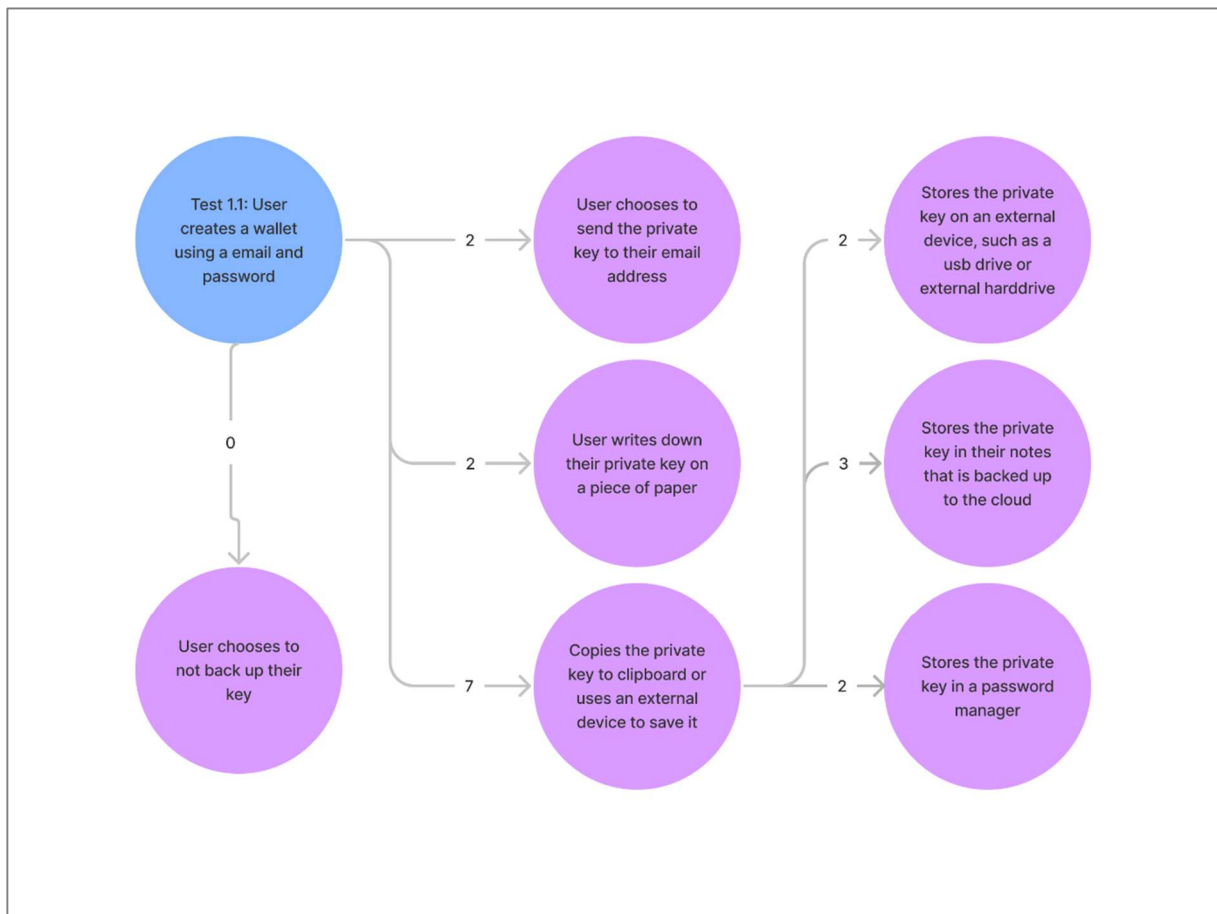 Test 1.1: User
creates a wallet
using a email and
password
2
User chooses to
send the private
key to their email
address
2
Stores the private
key on an external
device, such as a
usb drive or
external harddrive
0
2
User writes down
their private key on
a piece of paper
3
Stores the private
key in their notes
that is backed up
to the cloud
User chooses to
not back up their
key
7
Copies the private
key to clipboard or
uses an external
device to save it
2
Stores the private
key in a password
manager